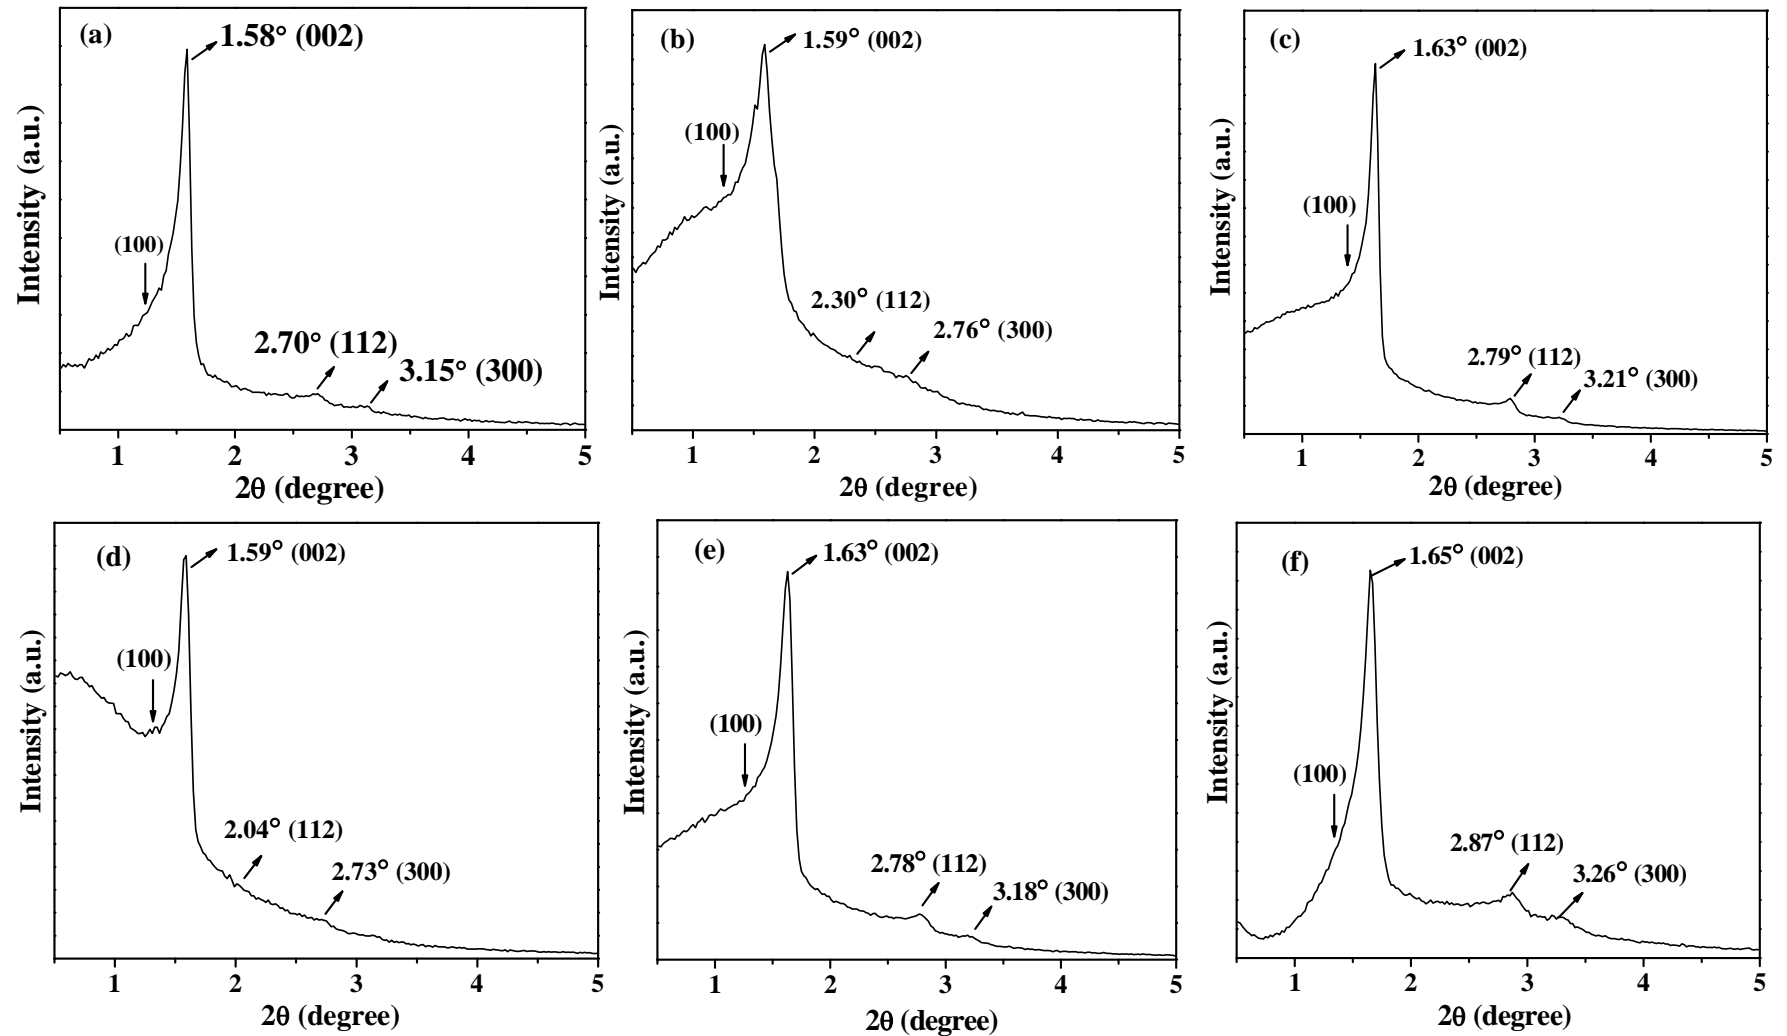 (a)
1.58° (002)
(100)
2.70° (112)
3.15° (300)
Intensity (a.u.)
1 2 3 4 5
2θ (degree)
(b)
1.59° (002)
(100)
2.30° (112)
2.76° (300)
Intensity (a.u.)
2 3 4 5
2θ (degree)
(c)
1.63° (002)
(100)
2.79° (112)
3.21° (300)
Intensity (a.u.)
1 2 3 4 5
2θ (degree)
(d)
1.59° (002)
(100)
2.04° (112)
2.73° (300)
Intensity (a.u.)
1 2 3 4 5
2θ (degree)
(e)
1.63° (002)
(100)
2.78° (112)
3.18° (300)
Intensity (a.u.)
1 2 3 4 5
2θ (degree)
(f)
1.65° (002)
(100)
2.87° (112)
3.26° (300)
Intensity (a.u.)
1 2 3 4 5
2θ (degree)